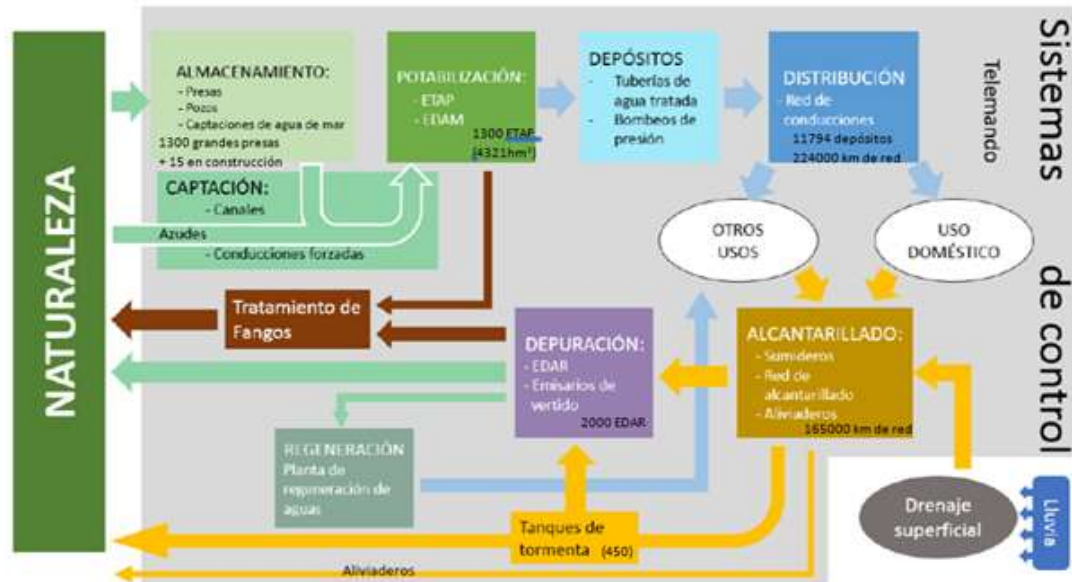 NATURALEZA
ALMACENAMIENTO:
- Presas
- Pozos
- Captaciones de agua de mar
1300 grandes presas
+ 15 en construcción
POTABILIZACIÓN:
- ETAP
- EDAM
1300 ETAP
(4321hm³)
DEPÓSITOS
- Tuberías de
agua tratada
- Bombeos de
presión
DISTRIBUCIÓN
- Red de
conducciones
11794 depósitos
224000 km de red
Telemando
Sistemas
de control
CAPTACIÓN:
- Canales
Azudes
- Conducciones forzadas
OTROS
USOS
USO
DOMÉSTICO
Tratamiento de
Fangos
DEPURACIÓN:
- EDAR
- Emisarios de
vertido
2000 EDAR
ALCANTARILLADO:
- Sumideros
- Red de
alcantarillado
- Aliviaderos
165000 km de red
REGENERACIÓN
Planta de
regeneración de
aguas
Tanques de
tormenta (450)
Drenaje
superficial
Lluvia
Aliviaderos